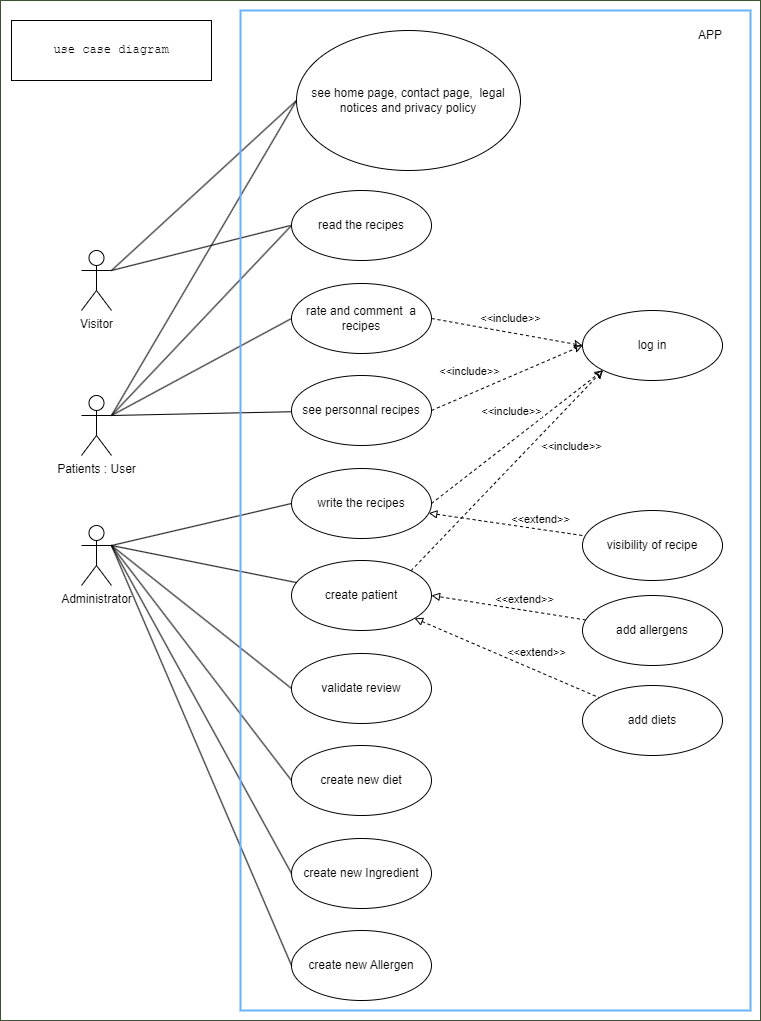 use case diagram
APP
see home page, contact page,  legal
notices and privacy policy
read the recipes
Visitor
rate and comment  a
recipes
<<include>>
log in
<<include>>
see personnal recipes
<<include>>
Patients : User
<<include>>
write the recipes
<<extend>>
visibility of recipe
Administrator
create patient
<<extend>>
add allergens
<<extend>>
validate review
add diets
create new diet
create new Ingredient
create new Allergen